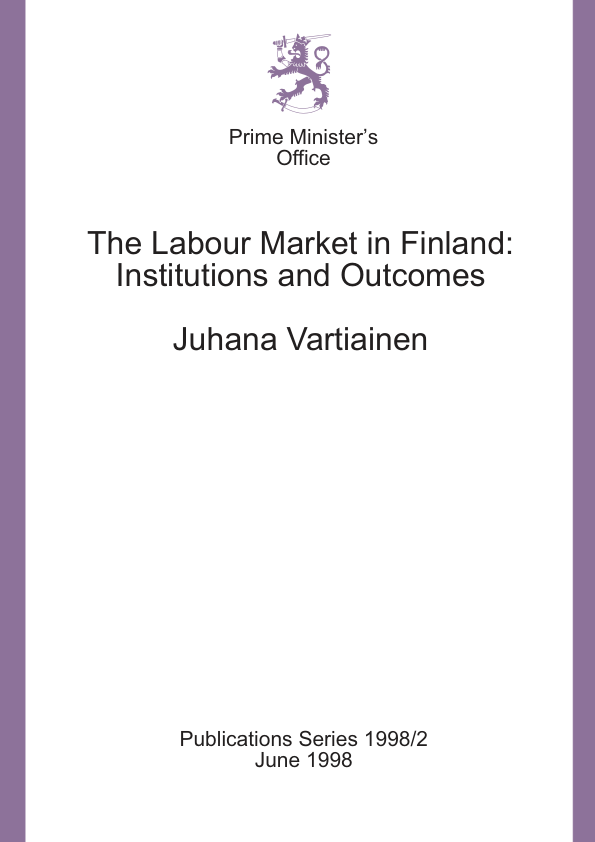 Prime Minister’s
Office
The Labour Market in Finland:
Institutions and Outcomes
Juhana Vartiainen
Publications Series 1998/2
June 1998